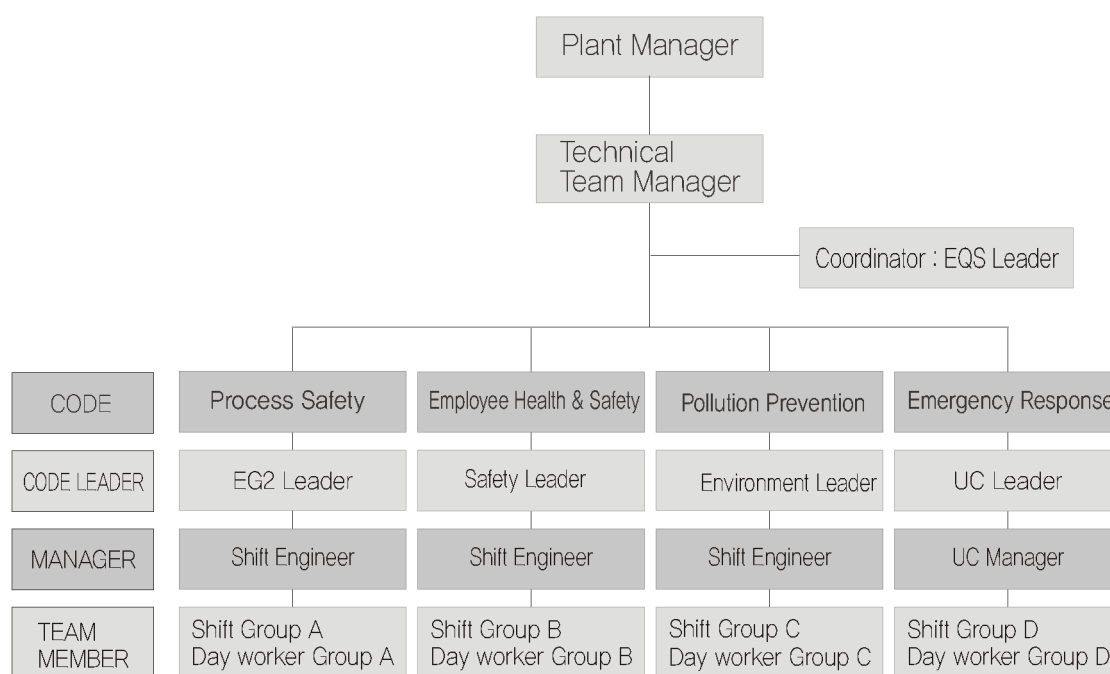 Plant Manager
Technical
Team Manager
Coordinator : EQS Leader
CODE
Process Safety
Employee Health & Safety
Pollution Prevention
Emergency Response
CODE LEADER
EG2 Leader
Safety Leader
Environment Leader
UC Leader
MANAGER
Shift Engineer
Shift Engineer
Shift Engineer
UC Manager
TEAM
MEMBER
Shift Group A
Day worker Group A
Shift Group B
Day worker Group B
Shift Group C
Day worker Group C
Shift Group D
Day worker Group D